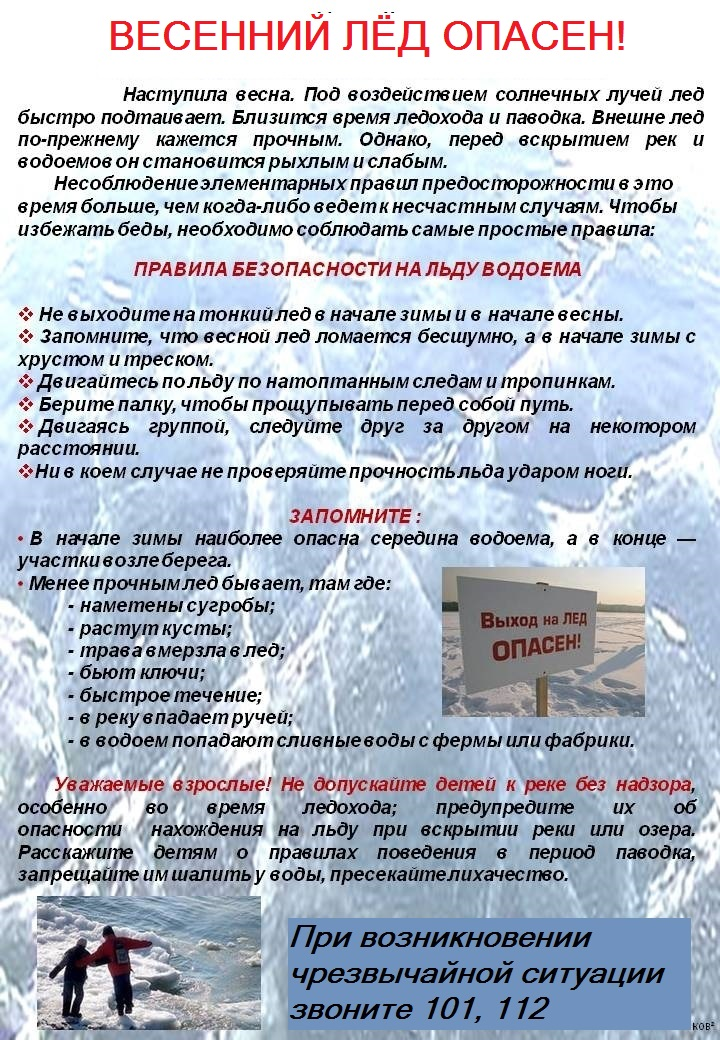 ВЕСЕННИЙ ЛЁД ОПАСЕН!
Наступила весна. Под воздействием солнечных лучей лед
быстро подтаивает. Близится время ледохода и паводка. Внешне лед
по-прежнему кажется прочным. Однако, перед вскрытием рек и
водоемов он становится рыхлым и слабым.
Несоблюдение элементарных правил предосторожности в это
время больше, чем когда-либо ведет к несчастным случаям. Чтобы
избежать беды, необходимо соблюдать самые простые правила:
ПРАВИЛА БЕЗОПАСНОСТИ НА ЛЬДУ ВОДОЕМА
❖ Не выходите на тонкий лед в начале зимы и в начале весны.
❖ Запомните, что весной лед ломается бесшумно, а в начале зимы с
хрустом и треском.
❖ Двигайтесь по льду по натоптанным следам и тропинкам.
❖ Берите палку, чтобы прощупывать перед собой путь.
❖ Двигаясь группой, следуйте друг за другом на некотором
расстоянии.
❖Ни в коем случае не проверяйте прочность льда ударом ноги.
ЗАПОМНИТЕ :
• В начале зимы наиболее опасна середина водоема, а в конце —
участки возле берега.
• Менее прочным лед бывает, там где:
- наметены сугробы;
- растут кусты;
- трава вмерзла в лед;
- бьют ключи;
- быстрое течение;
- в реку впадает ручей;
- в водоем попадают сливные воды с фермы или фабрики.
Выход на ЛЕД
ОПАСЕН!
Уважаемые взрослые! Не допускайте детей к реке без надзора,
особенно во время ледохода; предупредите их об
опасности нахождения на льду при вскрытии реки или озера.
Расскажите детям о правилах поведения в период паводка,
запрещайте им шалить у воды, пресекайте лихачество.
При возникновении
чрезвычайной ситуации
звоните 101, 112
ков²